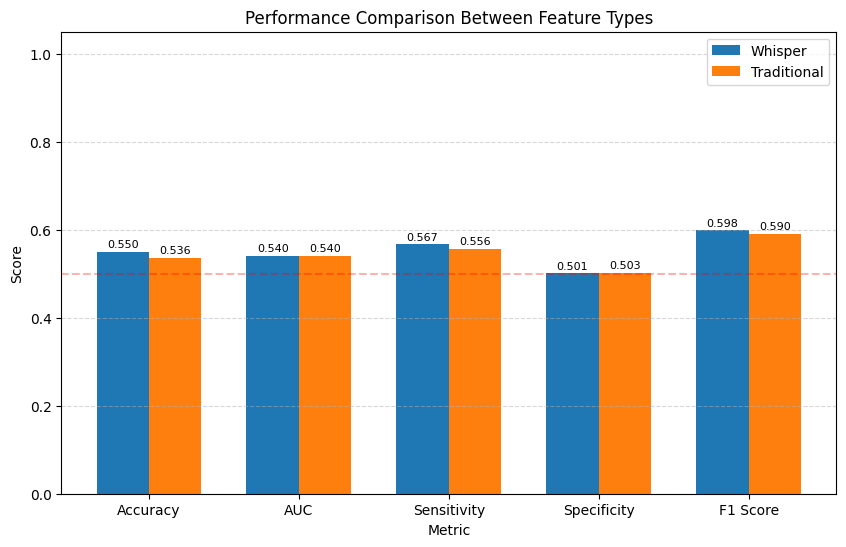 Performance Comparison Between Feature Types
Whisper
Traditional
Score
1.0
0.8
0.6
0.4
0.2
0.0
0.550
0.536
0.540
0.540
0.567
0.556
0.501
0.503
0.598
0.590
Accuracy
AUC
Sensitivity
Specificity
F1 Score
Metric